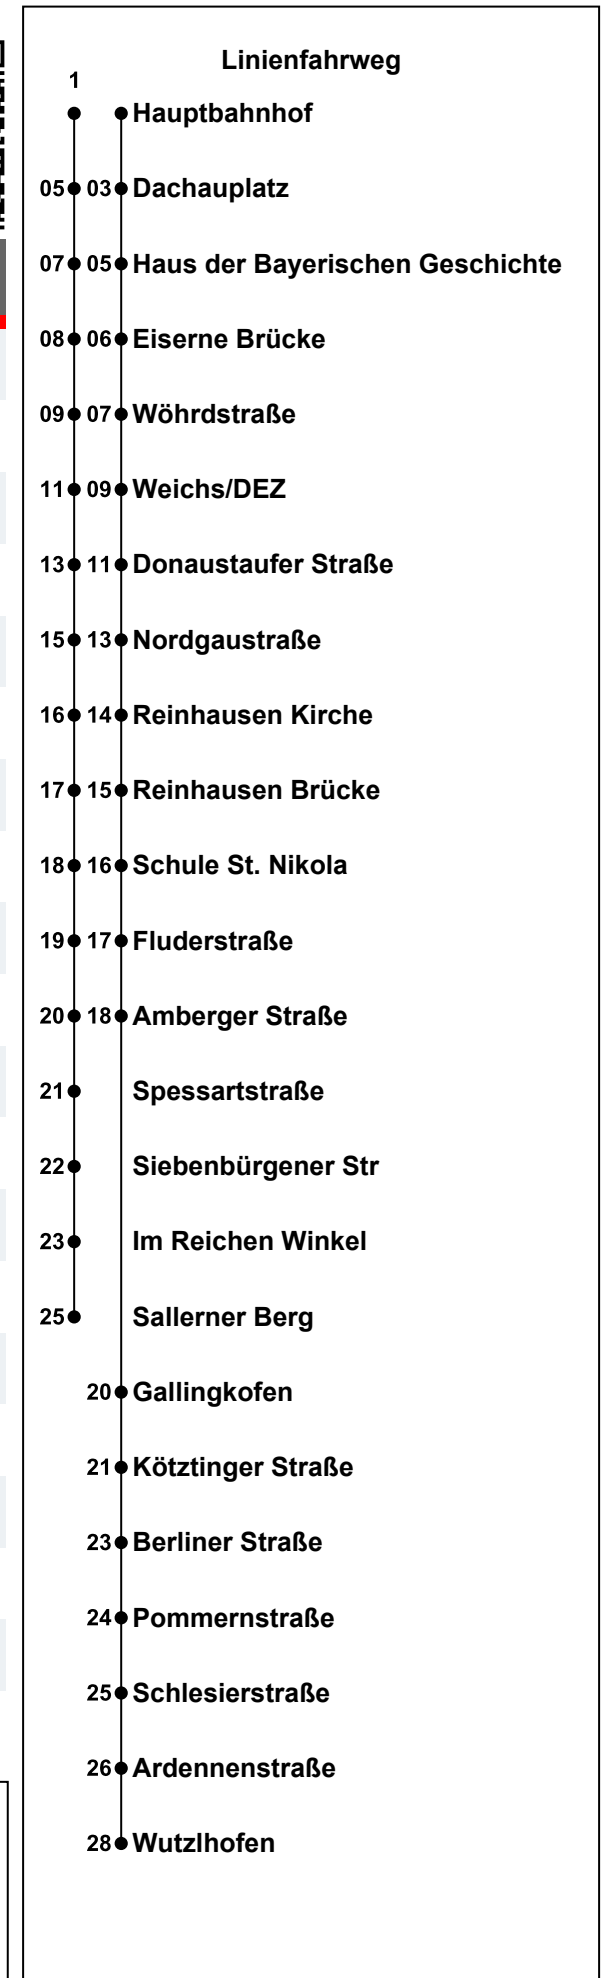 Linienfahrweg
1
Hauptbahnhof
05 03 Dachauplatz
07 05 Haus der Bayerischen Geschichte
08 06 Eiserne Brücke
09 07 Wöhrdstraße
11 09 Weichs/DEZ
13 11 Donaustaufer Straße
15 13 Nordgaustraße
16 14 Reinhausen Kirche
17 15 Reinhausen Brücke
18 16 Schule St. Nikola
19 17 Fluderstraße
20 18 Amberger Straße
21 Spessartstraße
22 Siebenbürgener Str
23 Im Reichen Winkel
25 Sallerner Berg
20 Gallingkofen
21 Kötztinger Straße
23 Berliner Straße
24 Pommernstraße
25 Schlesierstraße
26 Ardennenstraße
28 Wutzlhofen